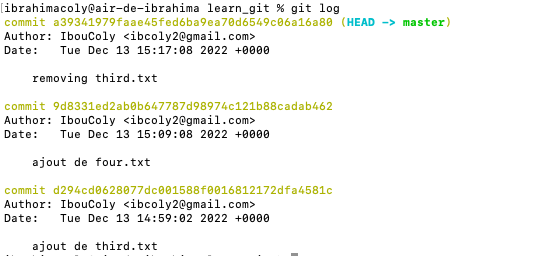 [ibrahimacoly@air-de-ibrahima learn_git % git log
commit a39341979faae45fed6ba9ea70d6549c06a16a80 (HEAD -> master)
Author: IbouColy <ibcoly2@gmail.com>
Date:   Tue Dec 13 15:17:08 2022 +0000
removing third.txt
commit 9d8331ed2ab0b647787d98974c121b88cadab462
Author: IbouColy <ibcoly2@gmail.com>
Date:   Tue Dec 13 15:09:08 2022 +0000
ajout de four.txt
commit d294cd0628077dc001588f0016812172dfa4581c
Author: IbouColy <ibcoly2@gmail.com>
Date:   Tue Dec 13 14:59:02 2022 +0000
ajout de third.txt